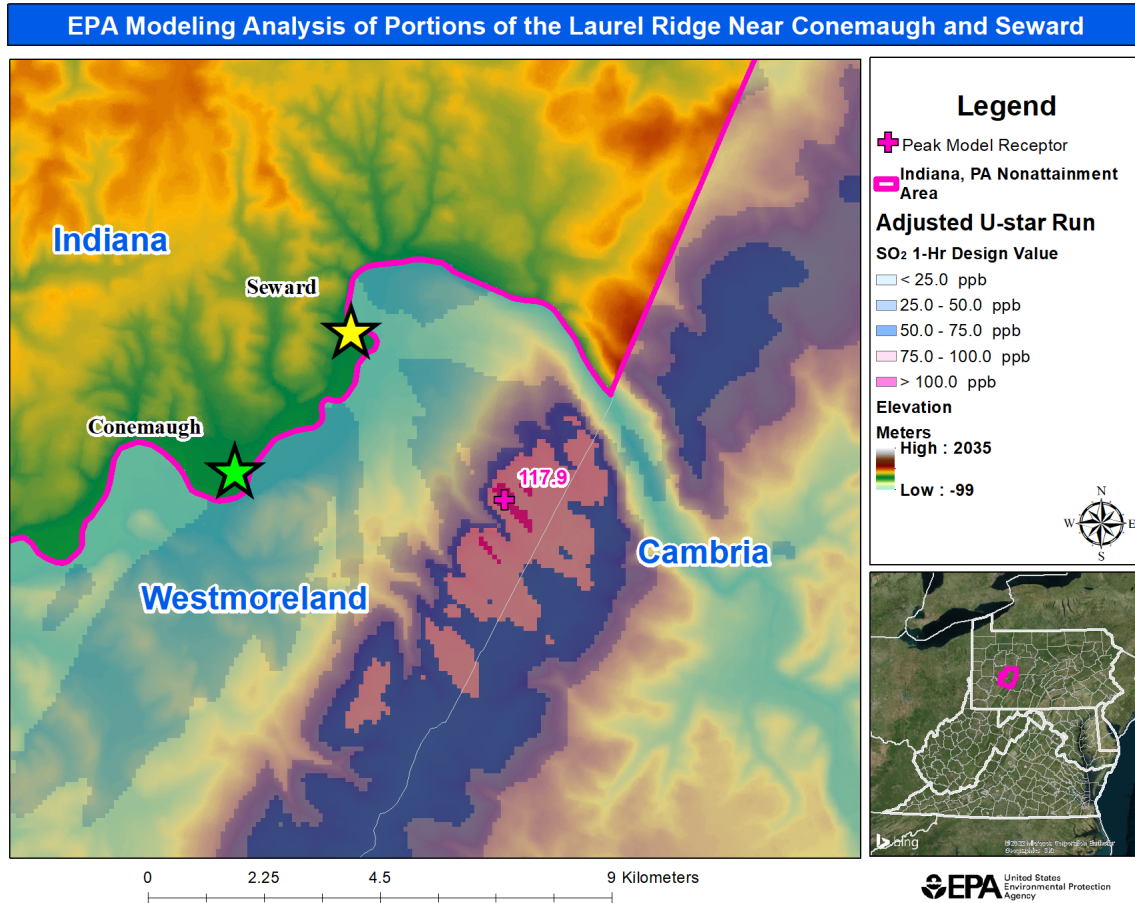 EPA Modeling Analysis of Portions of the Laurel Ridge Near Conemaugh and Seward
Indiana
Seward
Conemaugh
117.9
Cambria
Westmoreland
Legend
Peak Model Receptor
Indiana, PA Nonattainment
Area
Adjusted U-star Run
SO₂ 1-Hr Design Value
< 25.0 ppb
25.0 - 50.0 ppb
50.0 - 75.0 ppb
75.0 - 100.0 ppb
> 100.0 ppb
Elevation
Meters
High : 2035
Low : -99
N
W E
S
bing
0 2.25 4.5 9 Kilometers
EPA
United States
Environmental Protection
Agency